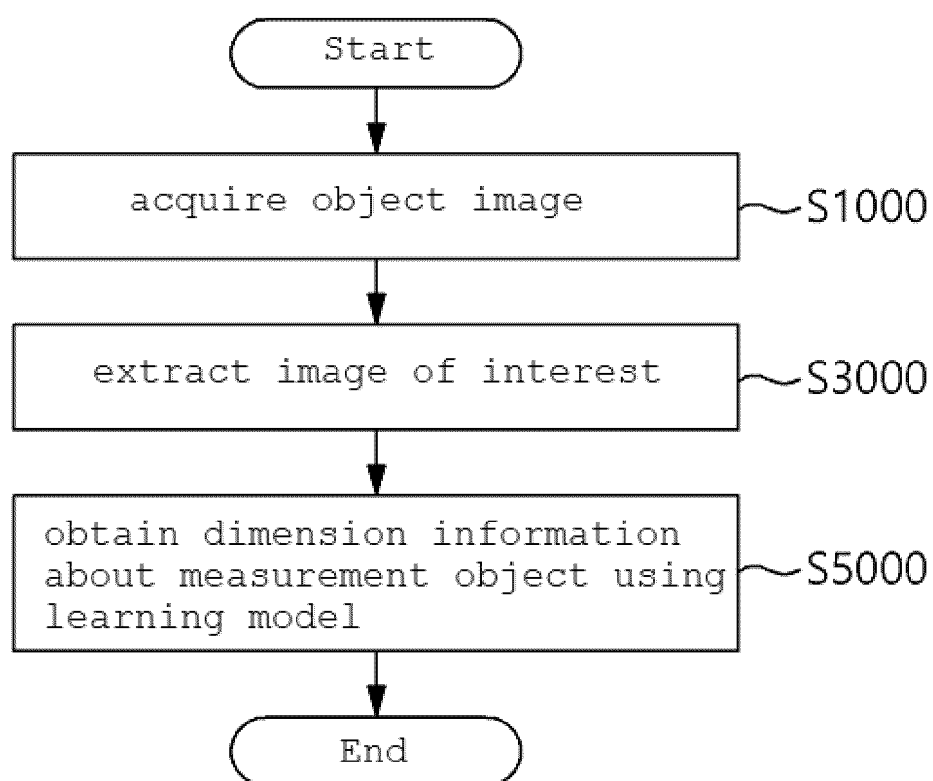 Start
acquire object image
S1000
extract image of interest
S3000
obtain dimension information
about measurement object using
learning model
S5000
End